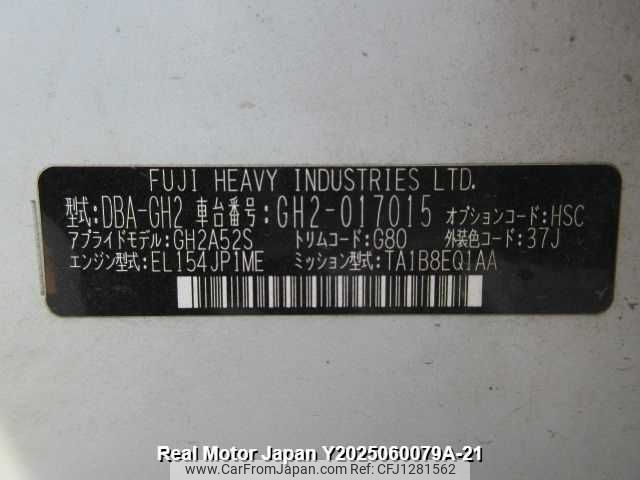 FUJI HEAVY INDUSTRIES LTD.
型式:DBA-GH2 車台番号:GH2-017015 オプションコード:HSC
アプライドモデル:GH2A52S トリムコード:G80 外装色コード:37J
エンジン型式:EL154JP1ME ミッション型式:TA1B8EQ1AA
Real Motor Japan Y2025060079A-21
www.CarFromJapan.com - CFJ1281562